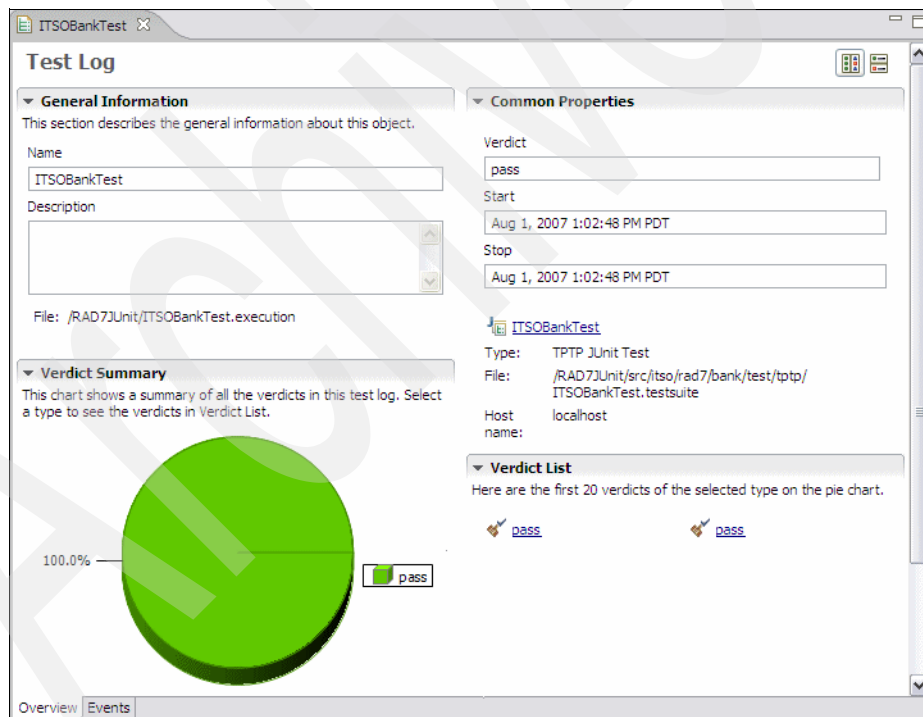 ITSOBankTest
Test Log
General Information
This section describes the general information about this object.
Name
ITSOBankTest
Description
File: /RAD7JUnit/ITSOBankTest.execution
Verdict Summary
This chart shows a summary of all the verdicts in this test log. Select
a type to see the verdicts in Verdict List.
100.0%
pass
Common Properties
Verdict
pass
Start
Aug 1, 2007 1:02:48 PM PDT
Stop
Aug 1, 2007 1:02:48 PM PDT
ITSOBankTest
Type: TPTP JUnit Test
File: /RAD7JUnit/src/itso/rad7/bank/test/tptp/
ITSOBankTest.testsuite
Host name: localhost
Verdict List
Here are the first 20 verdicts of the selected type on the pie chart.
pass pass
Overview Events